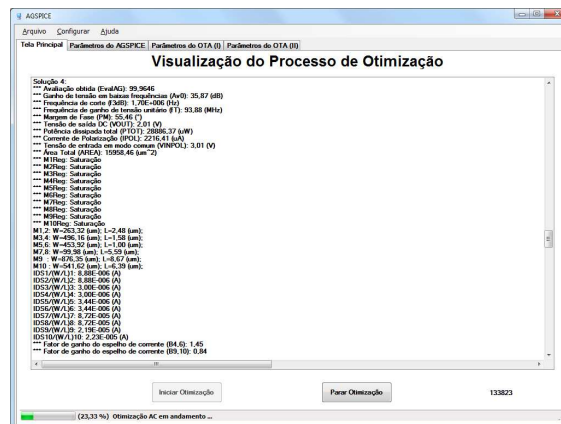 AGSPICE
Arquivo Configurar Ajuda
Tela Principal Parâmetros do AGSPICE Parâmetros do OTA (I) Parâmetros do OTA (II)
Visualização do Processo de Otimização
Solução 4:
*** Avaliação obtida (EvalAG): 99,9646
*** Ganho de tensão em baixas frequências (Av0): 35,87 (dB)
*** Frequência de corte (f3dB): 1,70E+006 (Hz)
*** Frequência de ganho de tensão unitário (fT): 93,88 (MHz)
*** Margem de Fase (PM): 55,46 (°)
*** Tensão de saída DC (VOUT): 2,01 (V)
*** Potência dissipada total (PTOT): 28886,37 (uW)
*** Corrente de Polarização (IPOL): 2216,41 (uA)
*** Tensão de entrada em modo comum (VINPOL): 3,01 (V)
*** Área Total (AREA): 15958,46 (um^2)
*** M1Reg: Saturação
*** M2Reg: Saturação
*** M3Reg: Saturação
*** M4Reg: Saturação
*** M5Reg: Saturação
*** M6Reg: Saturação
*** M7Reg: Saturação
*** M8Reg: Saturação
*** M9Reg: Saturação
*** M10Reg: Saturação
M1,2: W=263,32 (um); L=2,48 (um);
M3,4: W=496,16 (um); L=1,58 (um);
M5,6: W=453,92 (um); L=1,00 (um);
M7,8: W=99,98 (um); L=5,59 (um);
M9 : W=876,35 (um); L=8,67 (um);
M10 : W=541,62 (um); L=6,39 (um);
IDS1/(W/L)1: 8,88E-006 (A)
IDS2/(W/L)2: 8,88E-006 (A)
IDS3/(W/L)3: 3,00E-006 (A)
IDS4/(W/L)4: 3,00E-006 (A)
IDS5/(W/L)5: 3,44E-006 (A)
IDS6/(W/L)6: 3,44E-006 (A)
IDS7/(W/L)7: 8,72E-005 (A)
IDS8/(W/L)8: 8,72E-005 (A)
IDS9/(W/L)9: 2,19E-005 (A)
IDS10/(W/L)10: 2,23E-005 (A)
*** Fator de ganho do espelho de corrente (B4,6): 1,45
*** Fator de ganho do espelho de corrente (B9,10): 0,84
Iniciar Otimização Parar Otimização 133823
(23,33 %) Otimização AC em andamento ...